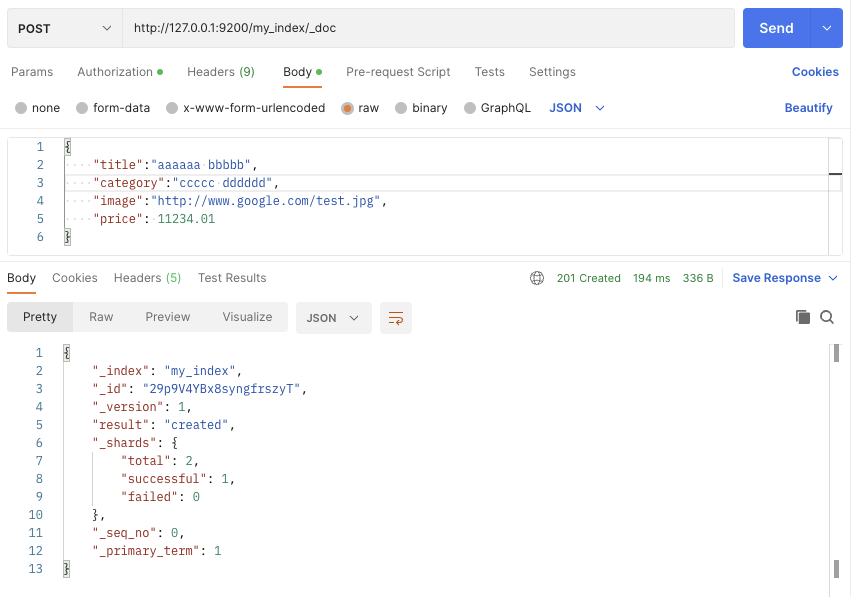 POST http://127.0.0.1:9200/my_index/_doc Send
Params Authorization Headers (9) Body Pre-request Script Tests Settings Cookies
none form-data x-www-form-urlencoded raw binary GraphQL JSON Beautify
1 {
2 ····"title":"aaaaaa·bbbbb",
3 ····"category":"ccccc·dddddd",
4 ····"image":"http://www.google.com/test.jpg",
5 ····"price":·11234.01
6 }
Body Cookies Headers (5) Test Results 201 Created 194 ms 336 B Save Response
Pretty Raw Preview Visualize JSON
1 {
2 "_index": "my_index",
3 "_id": "29p9V4YBx8syngfrszyT",
4 "_version": 1,
5 "result": "created",
6 "_shards": {
7 "total": 2,
8 "successful": 1,
9 "failed": 0
10 },
11 "_seq_no": 0,
12 "_primary_term": 1
13 }